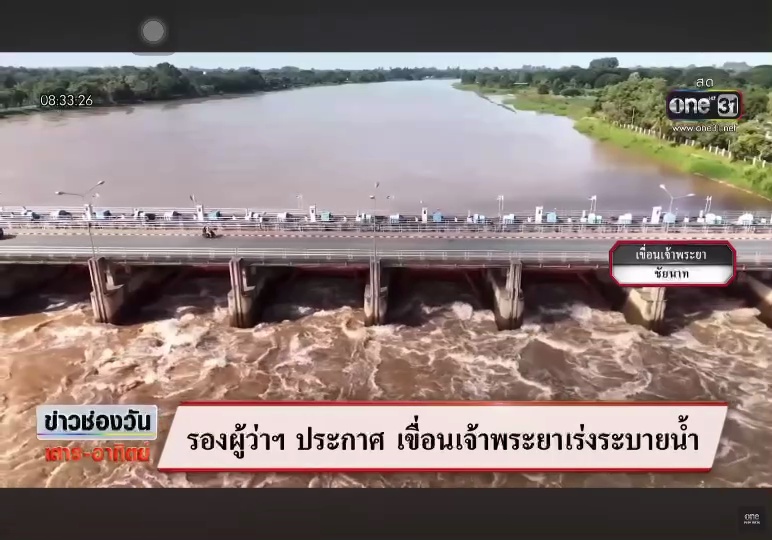 08:33:26
สด
one HD 31
www.one31.net
เขื่อนเจ้าพระยา
ชัยนาท
ข่าวช่องวัน
เสาร์-อาทิตย์
รองผู้ว่าฯ ประกาศ เขื่อนเจ้าพระยาเร่งระบายน้ำ
one